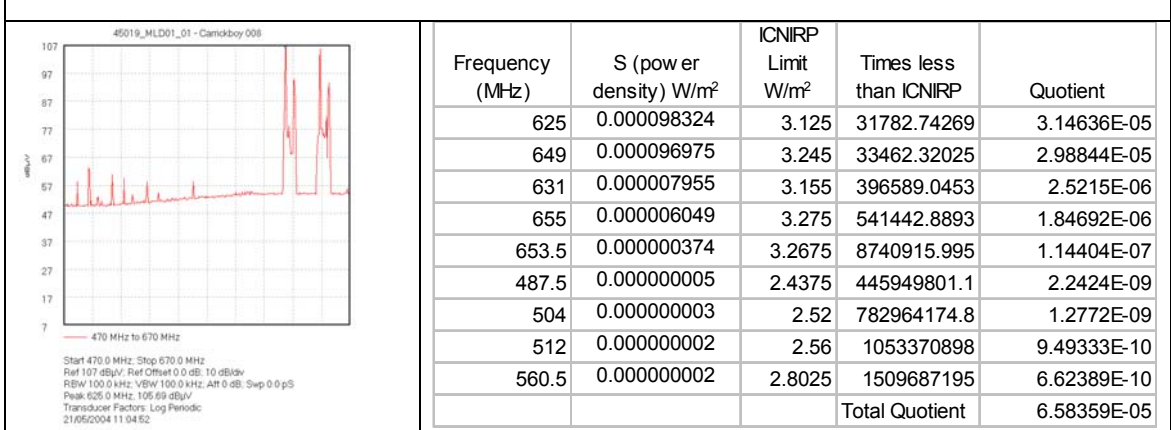 45019_MLD01_01 - Carrickboy 008
107
97
87
77
67
57
47
37
27
17
7
dBµV
470 MHz to 670 MHz
Start 470.0 MHz; Stop 670.0 MHz
Ref 107 dBµV; Ref Offset 0.0 dB; 10 dB/div
RBW 100.0 kHz; VBW 100.0 kHz; Att 0 dB; Swp 0.0 pS
Peak 625.0 MHz, 105.69 dBµV
Transducer Factors: Log Periodic
21/05/2004 11:04:52
Frequency (MHz) S (power density) W/m² ICNIRP Limit W/m² Times less than ICNIRP Quotient
625 0.000098324 3.125 31782.74269 3.14636E-05
649 0.000096975 3.245 33462.32025 2.98844E-05
631 0.000007955 3.155 396589.0453 2.5215E-06
655 0.000006049 3.275 541442.8893 1.84692E-06
653.5 0.000000374 3.2675 8740915.995 1.14404E-07
487.5 0.000000005 2.4375 445949801.1 2.2424E-09
504 0.000000003 2.52 782964174.8 1.2772E-09
512 0.000000002 2.56 1053370898 9.49333E-10
560.5 0.000000002 2.8025 1509687195 6.62389E-10
Total Quotient 6.58359E-05